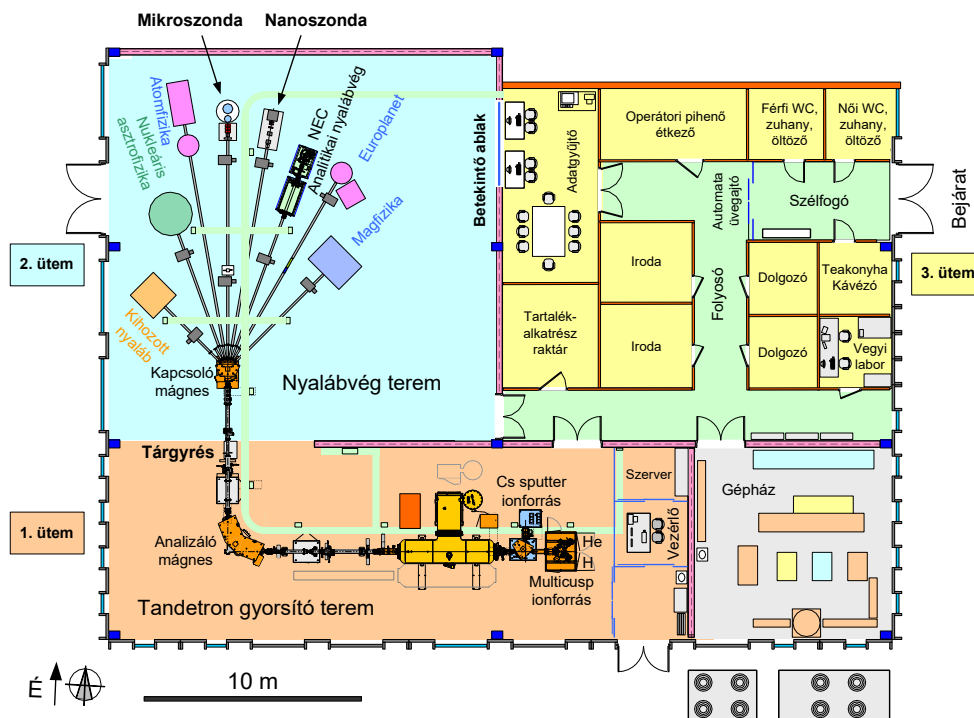 Mikroszonda
Nanoszonda
Atomfizika
Nukleáris
asztrofizika
NEC
Analitikai nyalábvég
Europlanet
Magfizika
Kihozott
nyaláb
Kapcsoló
mágnes
Nyalábvég terem
2. ütem
Betekintő ablak
Adatgyűjtő
Operátori pihenő
étkező
Férfi WC,
zuhany,
öltöző
Női WC,
zuhany,
öltöző
Automata
üvegajtó
Szélfogó
Bejárat
Iroda
Folyosó
Dolgozó
Teakonyha
Kávézó
3. ütem
Tartalék-
alkatrész
raktár
Iroda
Dolgozó
Vegyi
labor
Tárgyrés
1. ütem
Analizáló
mágnes
Cs sputter
ionforrás
He
H
Multicusp
ionforrás
Szerver
Vezérlő
Gépház
Tandetron gyorsító terem
É
10 m